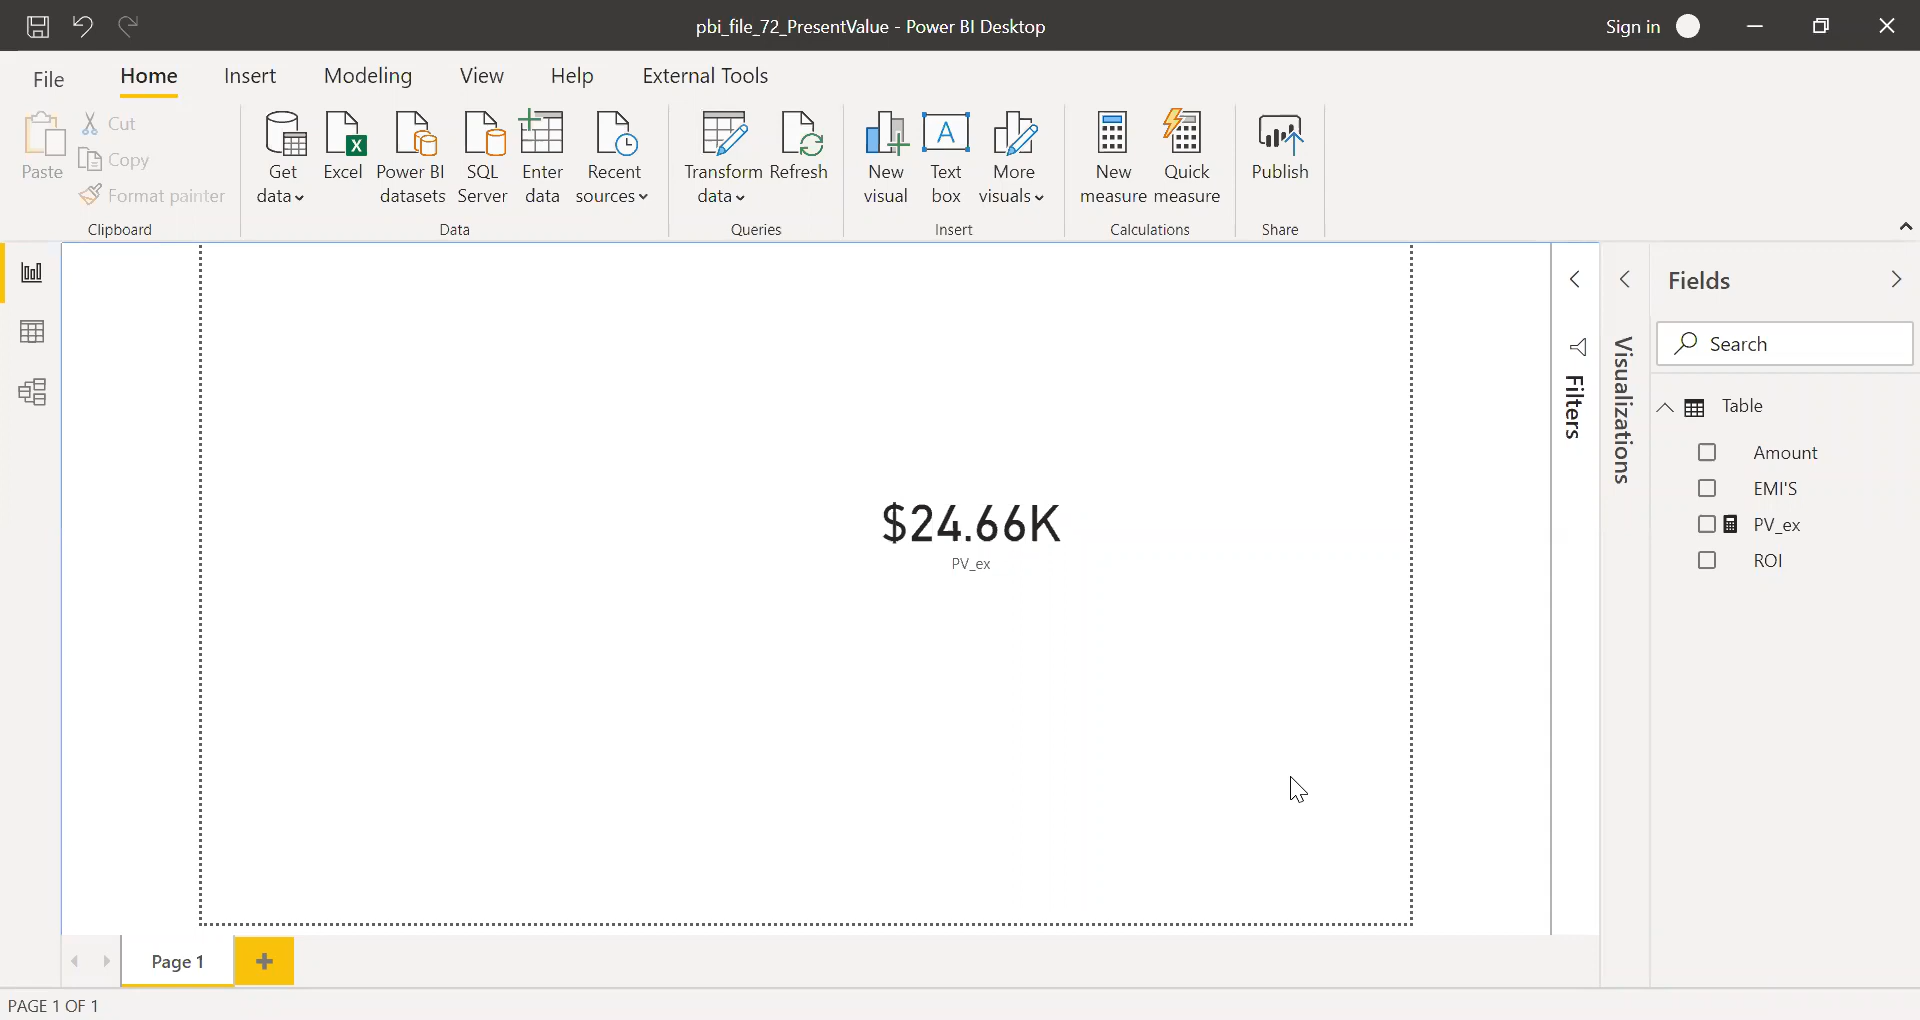 pbi_file_72_PresentValue - Power BI Desktop
Sign in
File
Home
Insert
Modeling
View
Help
External Tools
Paste
Cut
Copy
Format painter
Clipboard
Get
data
Excel
Power BI
datasets
SQL
Server
Enter
data
Recent
sources
Data
Transform
data
Refresh
Queries
New
visual
Text
box
More
visuals
Insert
New
measure
Quick
measure
Calculations
Publish
Share
$24.66K
PV_ex
Filters
Visualizations
Fields
Search
Table
Amount
EMI'S
PV_ex
ROI
Page 1
PAGE 1 OF 1